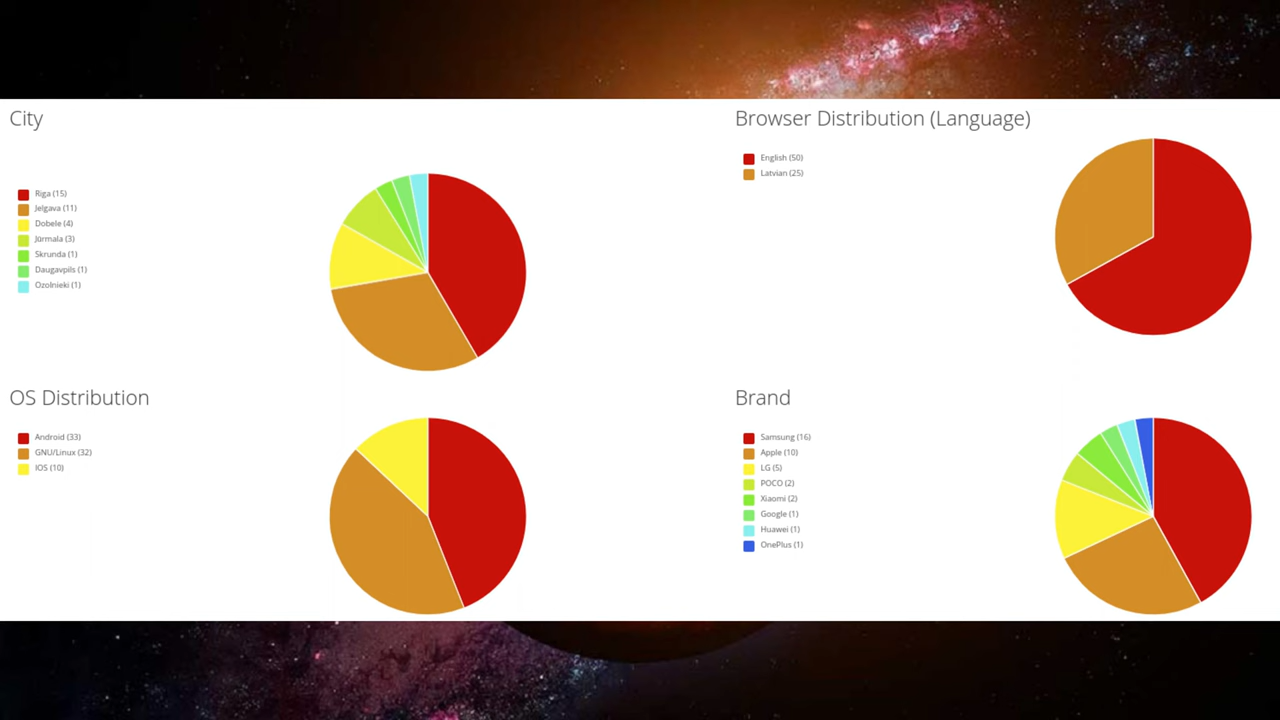 City
Riga (15)
Jelgava (11)
Dobele (4)
Jūrmala (3)
Skrunda (1)
Daugavpils (1)
Ozolnieki (1)
Browser Distribution (Language)
English (50)
Latvian (25)
OS Distribution
Android (33)
GNU/Linux (32)
IOS (10)
Brand
Samsung (16)
Apple (10)
LG (5)
POCO (2)
Xiaomi (2)
Google (1)
Huawei (1)
OnePlus (1)